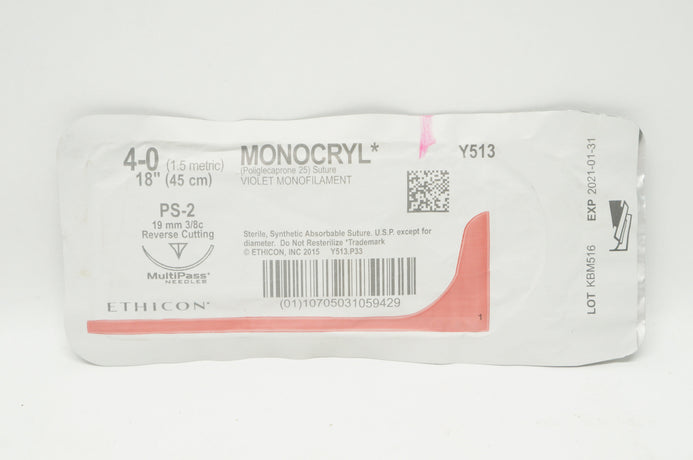 4-0 (1.5 metric)
18" (45 cm)
MONOCRYL*
(Poliglecaprone 25) Suture
VIOLET MONOFILAMENT
Y513
PS-2
19 mm 3/8c
Reverse Cutting
MultiPass*
NEEDLES
ETHICON
Sterile, Synthetic Absorbable Suture. U.S.P. except for
diameter. Do Not Resterilize *Trademark
© ETHICON, INC 2015 Y513.P33
(01)10705031059429
1
LOT KBM516 EXP 2021-01-31